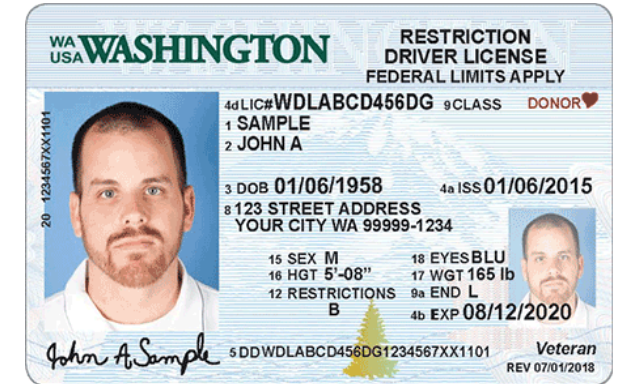 WA
USA WASHINGTON
RESTRICTION
DRIVER LICENSE
FEDERAL LIMITS APPLY
20 1234567XX1101
4d LIC# WDLABCD456DG 9 CLASS DONOR
1 SAMPLE
2 JOHN A
3 DOB 01/06/1958 4a ISS 01/06/2015
8 123 STREET ADDRESS
YOUR CITY WA 99999-1234
15 SEX M 18 EYES BLU
16 HGT 5'-08" 17 WGT 165 lb
12 RESTRICTIONS 9a END L
B 4b EXP 08/12/2020
John A Sample
5 DD WDLABCD456DG1234567XX1101
Veteran
REV 07/01/2018